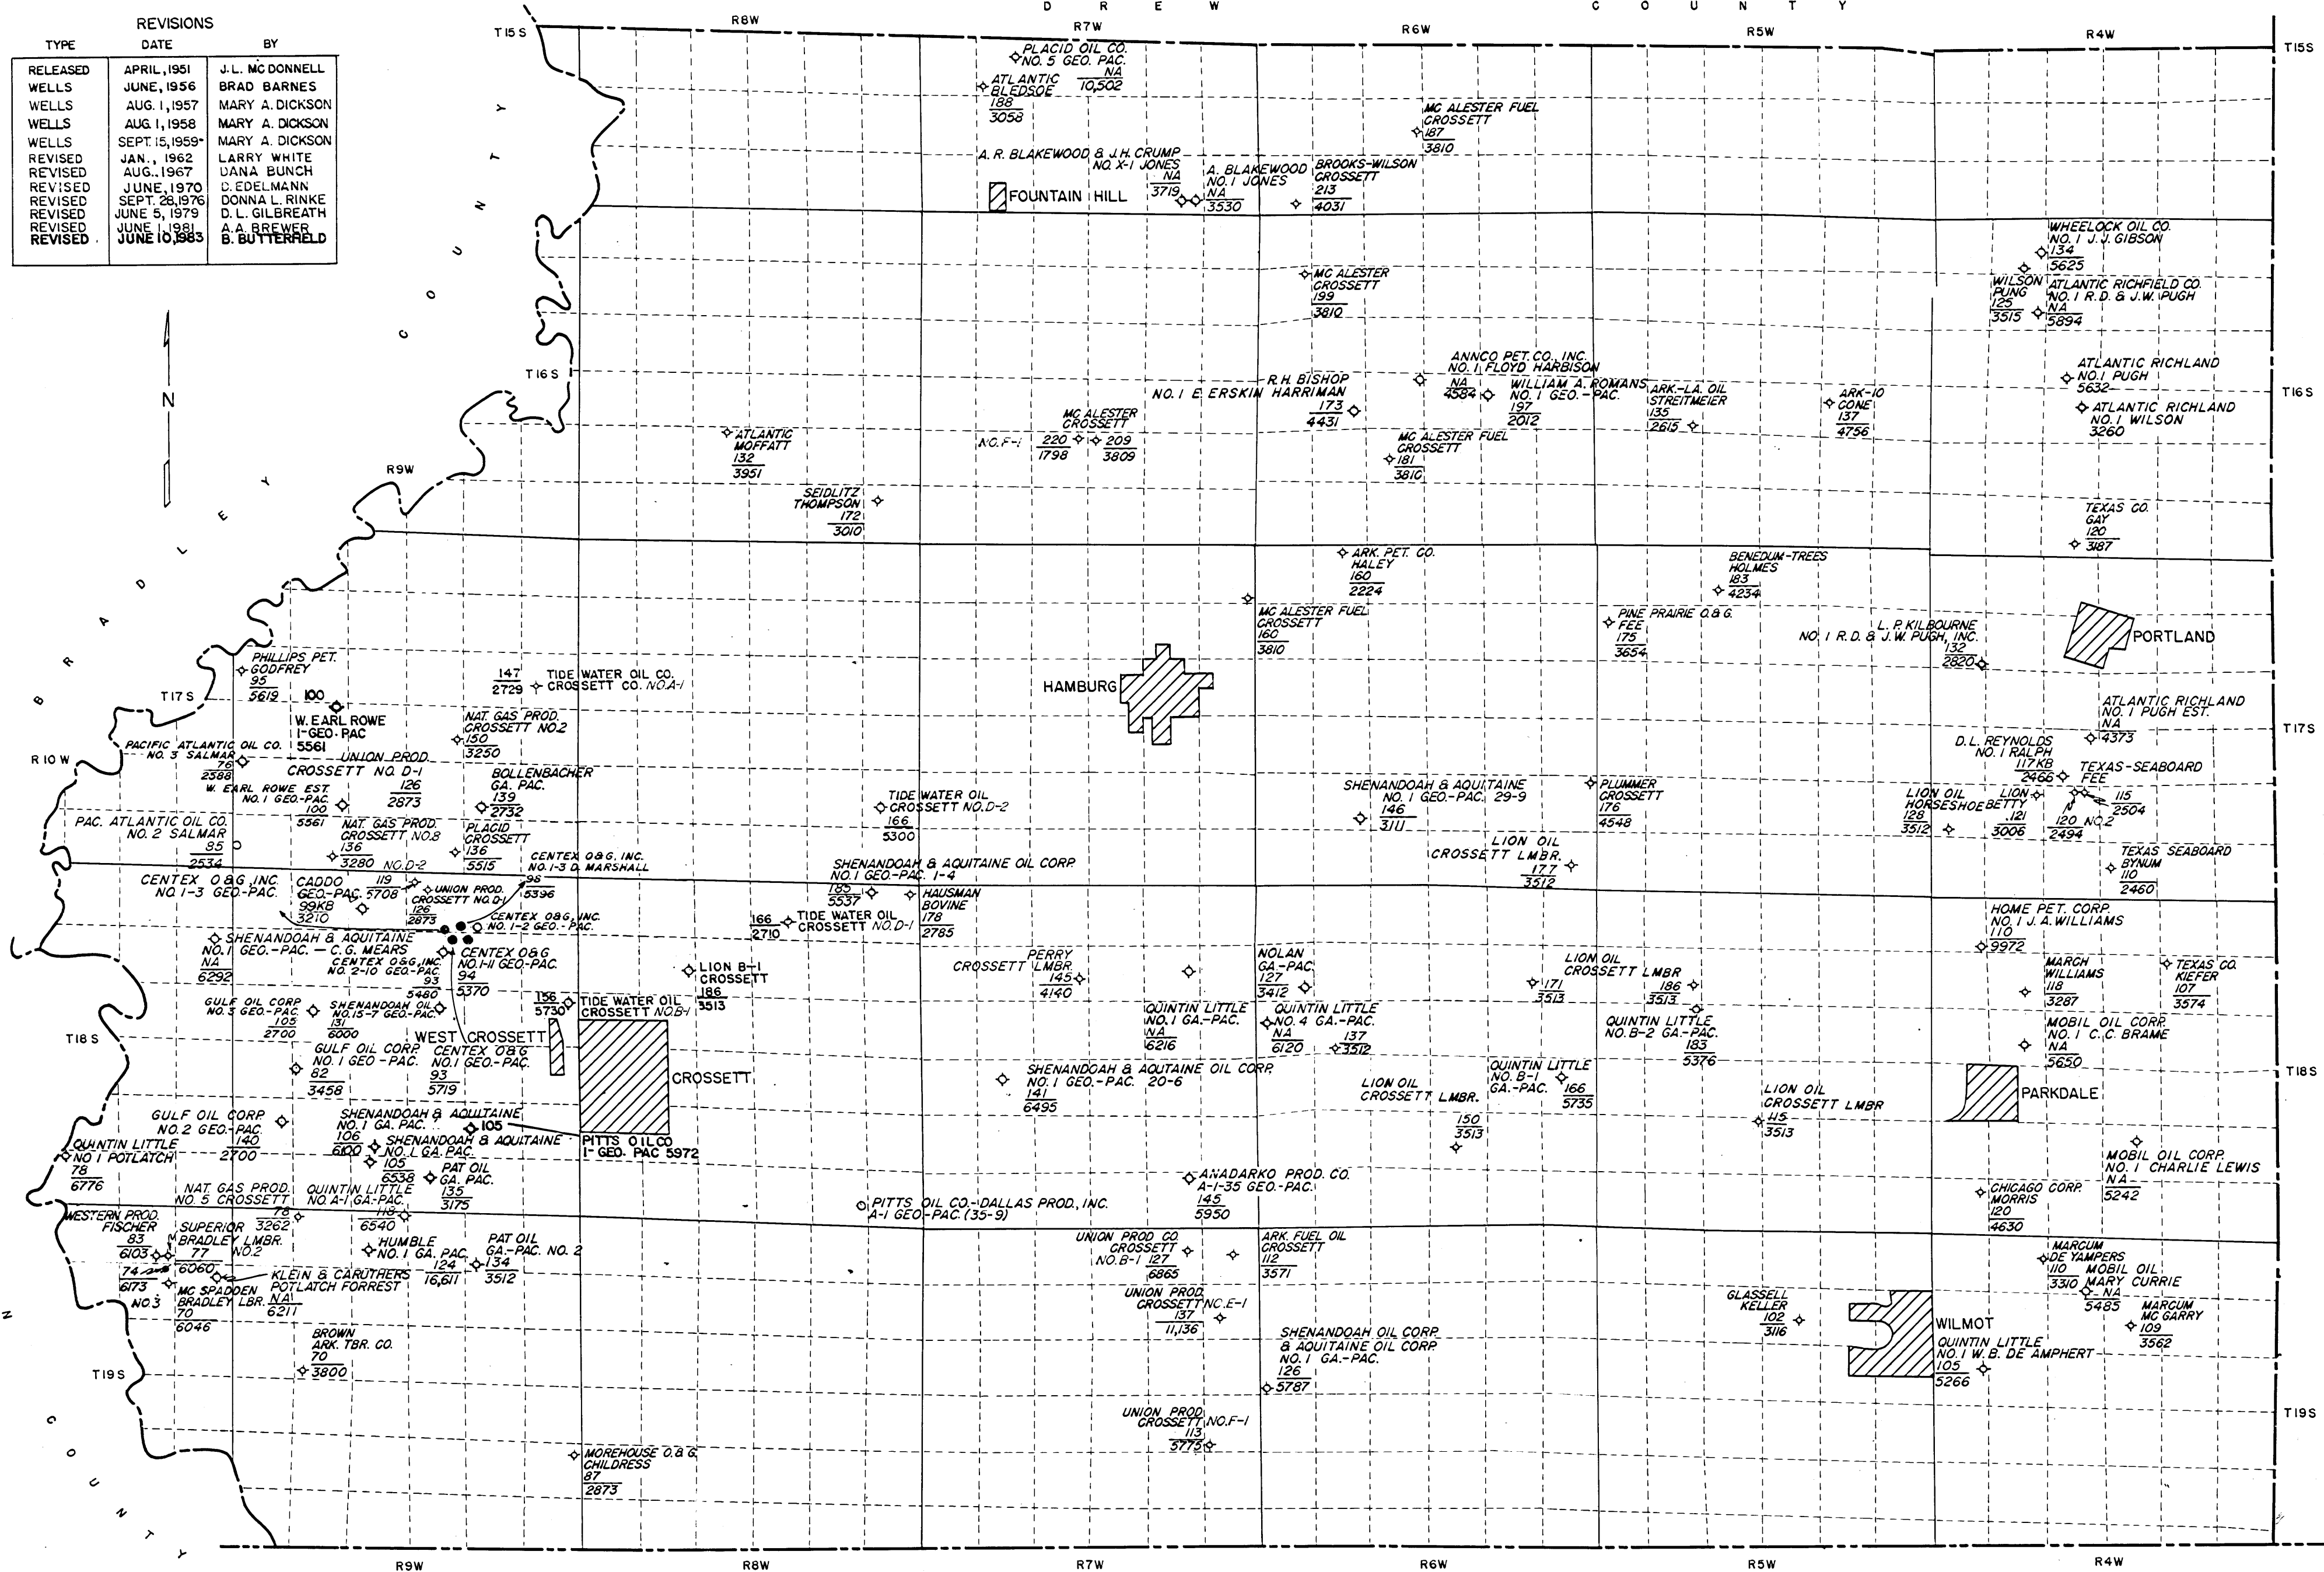 REVISIONS
TYPE DATE BY
RELEASED APRIL, 1951 J.L. MC DONNELL
WELLS JUNE, 1956 BRAD BARNES
WELLS AUG. 1, 1957 MARY A. DICKSON
WELLS AUG. 1, 1958 MARY A. DICKSON
WELLS SEPT. 15, 1959 MARY A. DICKSON
REVISED JAN., 1962 LARRY WHITE
REVISED AUG., 1967 DANA BUNCH
REVISED JUNE, 1970 D. EDELMANN
REVISED SEPT. 28, 1976 DONNA L. RINKE
REVISED JUNE 5, 1979 D. L. GILBREATH
REVISED JUNE 1, 1981 A.A. BREWER
REVISED JUNE 10, 1983 B. BUTTERFIELD
DREW COUNTY
R8W R7W R6W R5W R4W
T15S
T15S
N
BRADLEY COUNTY
PLACID OIL CO.
NO. 5 GEO. PAC.
NA
10,502
ATLANTIC
BLEDSOE
188
3058
MC ALESTER FUEL
CROSSETT
187
3810
A. R. BLAKEWOOD & J.H. CRUMP
NO. X-1 JONES
NA
3719
A. BLAKEWOOD
NO. 1 JONES
NA
3530
BROOKS-WILSON
CROSSETT
213
4031
FOUNTAIN HILL
MC ALESTER
CROSSETT
199
3810
WHEELOCK OIL CO.
NO. 1 J. J. GIBSON
134
5625
WILSON
PUNG
125
3515
ATLANTIC RICHFIELD CO.
NO. 1 R.D. & J.W. PUGH
NA
5894
T16S
T16S
ATLANTIC RICHLAND
NO. 1 PUGH
5632
ATLANTIC RICHLAND
NO. 1 WILSON
3260
R.H. BISHOP
NO. 1 E. ERSKIN HARRIMAN
173
4431
ANNCO PET. CO., INC.
NO. 1 FLOYD HARBISON
NA
4584
WILLIAM A. ROMANS
NO. 1 GEO.-PAC.
197
2012
ARK-LA. OIL
STREITMEIER
135
2615
ARK-10
CONE
137
4756
MC ALESTER
CROSSETT
NO. F-1 220
1798
209
3809
MC ALESTER FUEL
CROSSETT
181
3810
ATLANTIC
MOFFATT
132
3951
R9W
SEIDLITZ
THOMPSON
172
3010
TEXAS CO.
GAY
120
3187
ARK. PET. CO.
HALEY
160
2224
BENEDUM-TREES
HOLMES
183
4234
MC ALESTER FUEL
CROSSETT
160
3810
PINE PRAIRIE O.& G.
FEE
175
3654
L. P. KILBOURNE
NO. 1 R.D. & J.W. PUGH, INC.
132
2820
PORTLAND
HAMBURG
PHILLIPS PET.
GODFREY
95
5619
T17S
T17S
100
W. EARL ROWE
1-GEO. PAC
5561
147
2729
TIDE WATER OIL CO.
CROSSETT CO. NO. A-1
NAT. GAS PROD.
CROSSETT NO. 2
150
3250
R10W
PACIFIC ATLANTIC OIL CO.
NO. 3 SALMAR
76
2588
UNION PROD.
CROSSETT NO. D-1
126
2873
BOLLENBACHER
GA. PAC.
139
2732
W. EARL ROWE EST.
NO. 1 GEO.-PAC.
100
5561
PAC. ATLANTIC OIL CO.
NO. 2 SALMAR
85
2534
NAT. GAS PROD.
CROSSETT NO. 8
136
3280
PLACID
CROSSETT
136
5515
TIDE WATER OIL
CROSSETT NO. D-2
166
5300
SHENANDOAH & AQUITAINE
NO. 1 GEO.-PAC. 29-9
146
3111
PLUMMER
CROSSETT
176
4548
LION OIL
CROSSETT LMBR.
177
3512
ATLANTIC RICHLAND
NO. 1 PUGH EST.
NA
4373
D.L. REYNOLDS
NO. 1 RALPH
117 KB
2466
TEXAS-SEABOARD
FEE
115
2504
LION OIL
HORSESHOE
128
3512
LION
BETTY
121
3006
120 NO. 2
2494
TEXAS SEABOARD
BYNUM
110
2460
CENTEX O&G, INC.
NO. 1-3 GEO.-PAC.
CADDO
GEO.-PAC.
99KB
3210
NO. D-2
119
5708
UNION PROD.
CROSSETT NO. D-1
126
2873
CENTEX O&G, INC.
NO. 1-3 D. MARSHALL
98
5396
CENTEX O&G, INC.
NO. 1-2 GEO.-PAC.
SHENANDOAH & AQUITAINE OIL CORP.
NO. 1 GEO.-PAC. 1-4
185
5537
HAUSMAN
BOVINE
178
2785
166
2710
TIDE WATER OIL
CROSSETT NO. D-1
HOME PET. CORP.
NO. 1 J. A. WILLIAMS
110
9972
SHENANDOAH & AQUITAINE
NO. 1 GEO.-PAC. — C.G. MEARS
NA
6292
CENTEX O&G, INC.
NO. 2-10 GEO.-PAC.
93
5480
CENTEX O&G
NO. 1-11 GEO-PAC.
94
5370
LION B-1
CROSSETT
186
3513
PERRY
CROSSETT LMBR.
145
4140
NOLAN
GA.-PAC.
127
3412
LION OIL
CROSSETT LMBR
171
3513
186
3513
MARCH
WILLIAMS
118
3287
TEXAS CO.
KIEFER
107
3574
GULF OIL CORP.
NO. 3 GEO.-PAC.
105
2700
SHENANDOAH OIL
NO. 15-7 GEO.-PAC.
131
6000
156
5730
TIDE WATER OIL
CROSSETT NO. B-1
WEST CROSSETT
CROSSETT
QUINTIN LITTLE
NO. 1 GA.-PAC.
NA
6216
QUINTIN LITTLE
NO. 4 GA.-PAC.
NA
6120
137
3512
QUINTIN LITTLE
NO. B-2 GA-PAC.
183
5376
MOBIL OIL CORP.
NO. 1 C. C. BRAME
NA
5650
T18S
T18S
GULF OIL CORP.
NO. 1 GEO-PAC.
82
3458
CENTEX O&G
NO. 1 GEO-PAC.
93
5719
SHENANDOAH & AQUTAINE OIL CORP.
NO. 1 GEO.-PAC. 20-6
141
6495
LION OIL
CROSSETT LMBR.
150
3513
QUINTIN LITTLE
NO. B-1
GA.-PAC.
166
5735
LION OIL
CROSSETT LMBR
115
3513
PARKDALE
GULF OIL CORP.
NO. 2 GEO-PAC.
140
2700
SHENANDOAH & AQUITAINE
NO. 1 GA. PAC.
106
6100
105
PITTS OIL CO
1-GEO. PAC 5972
QUINTIN LITTLE
NO 1 POTLATCH
78
6776
SHENANDOAH & AQUITAINE
NO. 1 GA. PAC.
105
6538
PAT OIL
GA. PAC.
135
3175
NAT. GAS PROD.
NO. 5 CROSSETT
78
3262
QUINTIN LITTLE
NO. A-1 GA.-PAC.
118
6540
PITTS OIL CO.-DALLAS PROD., INC.
A-1 GEO-PAC. (35-9)
ANADARKO PROD. CO.
A-1-35 GEO.-PAC.
145
5950
MOBIL OIL CORP.
NO. 1 CHARLIE LEWIS
NA
5242
CHICAGO CORP.
MORRIS
120
4630
WESTERN PROD.
FISCHER
83
6103
SUPERIOR
BRADLEY LMBR.
77 NO. 2
6060
HUMBLE
NO. 1 GA. PAC.
124
16,611
PAT OIL
GA.-PAC. NO. 2
134
3512
UNION PROD. CO.
CROSSETT
NO. B-1 127
6865
ARK. FUEL OIL
CROSSETT
112
3571
74
6173
NO. 3
KLEIN & CARUTHERS
POTLATCH FORREST
NA
6211
MC SPADDEN
BRADLEY LBR.
70
6046
MARCUM
DE YAMPERS
110
3310
MOBIL OIL
MARY CURRIE
NA
5485
MARCUM
MC GARRY
109
3562
UNION PROD.
CROSSETT NO. E-1
137
11,136
GLASSELL
KELLER
102
3116
WILMOT
QUINTIN LITTLE
NO. 1 W.B. DE AMPHERT
105
5266
BROWN
ARK. TBR. CO.
70
3800
SHENANDOAH OIL CORP.
& AQUITAINE OIL CORP.
NO. 1 GA.-PAC.
126
5787
T19S
T19S
UNION PROD.
CROSSETT NO. F-1
113
5775
MOREHOUSE O.& G.
CHILDRESS
87
2873
N COUNTY
R9W R8W R7W R6W R5W R4W